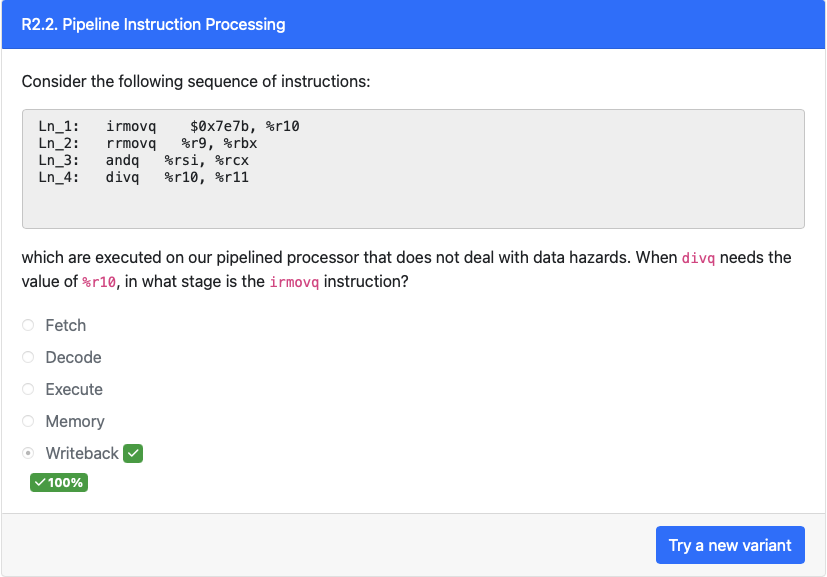 R2.2. Pipeline Instruction Processing
Consider the following sequence of instructions:
Ln_1:   irmovq    $0x7e7b, %r10
Ln_2:   rrmovq   %r9, %rbx
Ln_3:   andq   %rsi, %rcx
Ln_4:   divq   %r10, %r11
which are executed on our pipelined processor that does not deal with data hazards. When divq needs the
value of %r10, in what stage is the irmovq instruction?
Fetch
Decode
Execute
Memory
Writeback
100%
Try a new variant